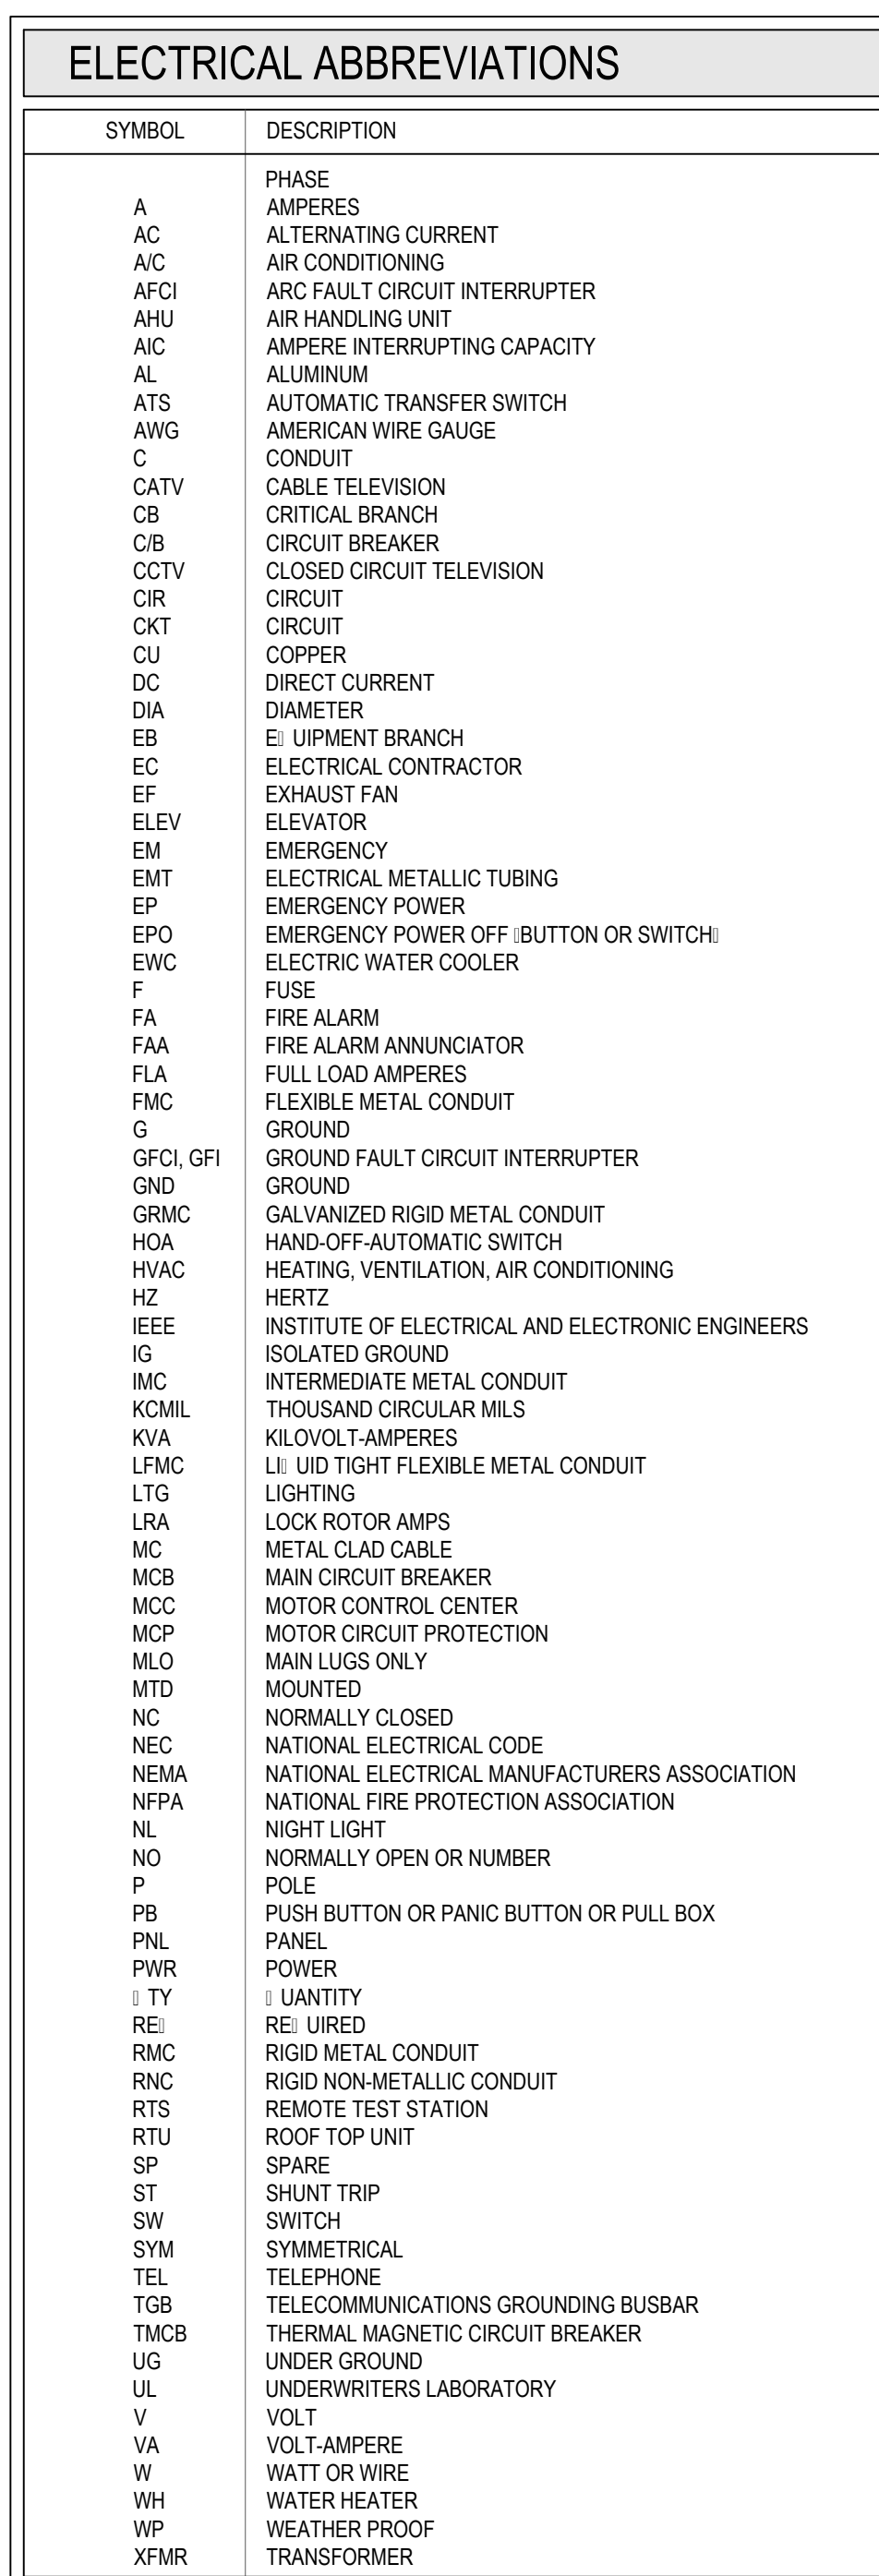 ELECTRICAL ABBREVIATIONS
SYMBOL DESCRIPTION
PHASE
A AMPERES
AC ALTERNATING CURRENT
A/C AIR CONDITIONING
AFCI ARC FAULT CIRCUIT INTERRUPTER
AHU AIR HANDLING UNIT
AIC AMPERE INTERRUPTING CAPACITY
AL ALUMINUM
ATS AUTOMATIC TRANSFER SWITCH
AWG AMERICAN WIRE GAUGE
C CONDUIT
CATV CABLE TELEVISION
CB CRITICAL BRANCH
C/B CIRCUIT BREAKER
CCTV CLOSED CIRCUIT TELEVISION
CIR CIRCUIT
CKT CIRCUIT
CU COPPER
DC DIRECT CURRENT
DIA DIAMETER
EB E▯ UIPMENT BRANCH
EC ELECTRICAL CONTRACTOR
EF EXHAUST FAN
ELEV ELEVATOR
EM EMERGENCY
EMT ELECTRICAL METALLIC TUBING
EP EMERGENCY POWER
EPO EMERGENCY POWER OFF ▯BUTTON OR SWITCH▯
EWC ELECTRIC WATER COOLER
F FUSE
FA FIRE ALARM
FAA FIRE ALARM ANNUNCIATOR
FLA FULL LOAD AMPERES
FMC FLEXIBLE METAL CONDUIT
G GROUND
GFCI, GFI GROUND FAULT CIRCUIT INTERRUPTER
GND GROUND
GRMC GALVANIZED RIGID METAL CONDUIT
HOA HAND-OFF-AUTOMATIC SWITCH
HVAC HEATING, VENTILATION, AIR CONDITIONING
HZ HERTZ
IEEE INSTITUTE OF ELECTRICAL AND ELECTRONIC ENGINEERS
IG ISOLATED GROUND
IMC INTERMEDIATE METAL CONDUIT
KCMIL THOUSAND CIRCULAR MILS
KVA KILOVOLT-AMPERES
LFMC LI▯ UID TIGHT FLEXIBLE METAL CONDUIT
LTG LIGHTING
LRA LOCK ROTOR AMPS
MC METAL CLAD CABLE
MCB MAIN CIRCUIT BREAKER
MCC MOTOR CONTROL CENTER
MCP MOTOR CIRCUIT PROTECTION
MLO MAIN LUGS ONLY
MTD MOUNTED
NC NORMALLY CLOSED
NEC NATIONAL ELECTRICAL CODE
NEMA NATIONAL ELECTRICAL MANUFACTURERS ASSOCIATION
NFPA NATIONAL FIRE PROTECTION ASSOCIATION
NL NIGHT LIGHT
NO NORMALLY OPEN OR NUMBER
P POLE
PB PUSH BUTTON OR PANIC BUTTON OR PULL BOX
PNL PANEL
PWR POWER
▯ TY ▯ UANTITY
RE▯ RE▯ UIRED
RMC RIGID METAL CONDUIT
RNC RIGID NON-METALLIC CONDUIT
RTS REMOTE TEST STATION
RTU ROOF TOP UNIT
SP SPARE
ST SHUNT TRIP
SW SWITCH
SYM SYMMETRICAL
TEL TELEPHONE
TGB TELECOMMUNICATIONS GROUNDING BUSBAR
TMCB THERMAL MAGNETIC CIRCUIT BREAKER
UG UNDER GROUND
UL UNDERWRITERS LABORATORY
V VOLT
VA VOLT-AMPERE
W WATT OR WIRE
WH WATER HEATER
WP WEATHER PROOF
XFMR TRANSFORMER